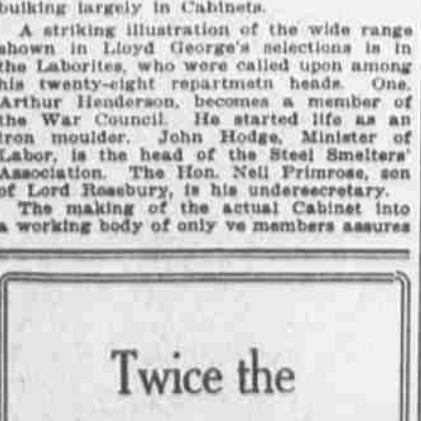 bulking largely in Cabinets.
A striking illustration of the wide range
shown in Lloyd George's selections is in
the Laborites, who were called upon among
his twenty-eight repartmetn heads. One,
Arthur Henderson, becomes a member of
the War Council. He started life as an
iron moulder. John Hodge, Minister of
Labor, is the head of the Steel Smelters'
Association. The Hon. Neil Primrose, son
of Lord Rosebury, is his undersecretary.
The making of the actual Cabinet into
a working body of only ve members assures
Twice the